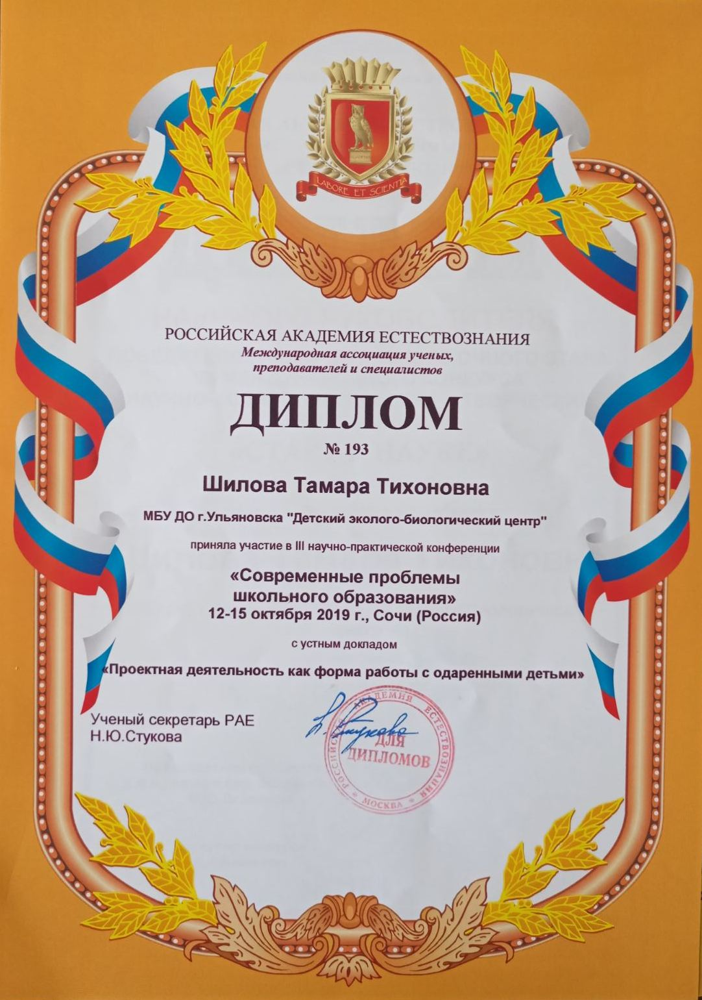 LABORE ET SCIENTIA
РОССИЙСКАЯ АКАДЕМИЯ ЕСТЕСТВОЗНАНИЯ
Международная ассоциация ученых,
преподавателей и специалистов
ДИПЛОМ
№ 193
Шилова Тамара Тихоновна
МБУ ДО г.Ульяновска "Детский эколого-биологический центр"
приняла участие в III научно-практической конференции
«Современные проблемы
школьного образования»
12-15 октября 2019 г., Сочи (Россия)
с устным докладом
«Проектная деятельность как форма работы с одаренными детьми»
Ученый секретарь РАЕ
Н.Ю.Стукова
РОССИЙСКАЯ АКАДЕМИЯ ЕСТЕСТВОЗНАНИЯ
ДЛЯ
ДИПЛОМОВ
* МОСКВА *